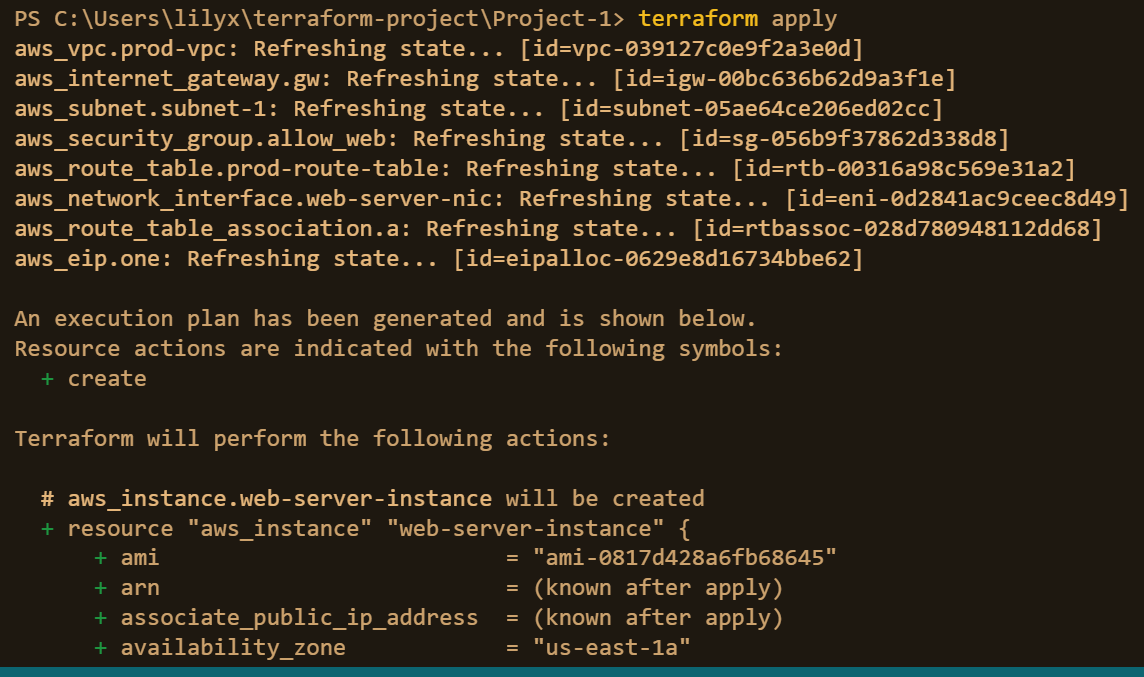 PS C:\Users\lilyx\terraform-project\Project-1> terraform apply
aws_vpc.prod-vpc: Refreshing state... [id=vpc-039127c0e9f2a3e0d]
aws_internet_gateway.gw: Refreshing state... [id=igw-00bc636b62d9a3f1e]
aws_subnet.subnet-1: Refreshing state... [id=subnet-05ae64ce206ed02cc]
aws_security_group.allow_web: Refreshing state... [id=sg-056b9f37862d338d8]
aws_route_table.prod-route-table: Refreshing state... [id=rtb-00316a98c569e31a2]
aws_network_interface.web-server-nic: Refreshing state... [id=eni-0d2841ac9ceec8d49]
aws_route_table_association.a: Refreshing state... [id=rtbassoc-028d780948112dd68]
aws_eip.one: Refreshing state... [id=eipalloc-0629e8d16734bbe62]
An execution plan has been generated and is shown below.
Resource actions are indicated with the following symbols:
  + create
Terraform will perform the following actions:
  # aws_instance.web-server-instance will be created
  + resource "aws_instance" "web-server-instance" {
      + ami                          = "ami-0817d428a6fb68645"
      + arn                          = (known after apply)
      + associate_public_ip_address  = (known after apply)
      + availability_zone            = "us-east-1a"